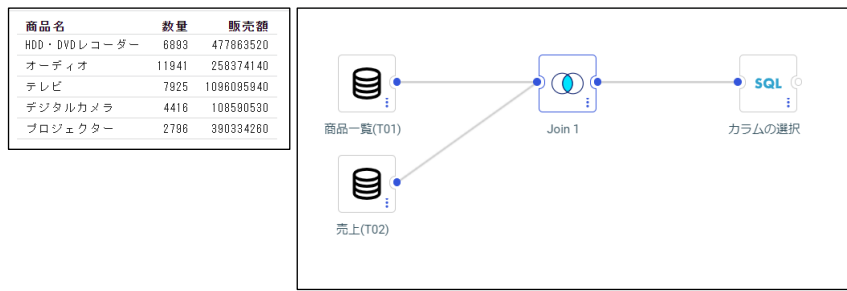 商品名 数量 販売額
HDD・DVDレコーダー 6893 477863520
オーディオ 11941 258374140
テレビ 7925 1096095940
デジタルカメラ 4416 108590530
プロジェクター 2796 390334260
商品一覧(T01) Join 1 SQL カラムの選択
売上(T02)